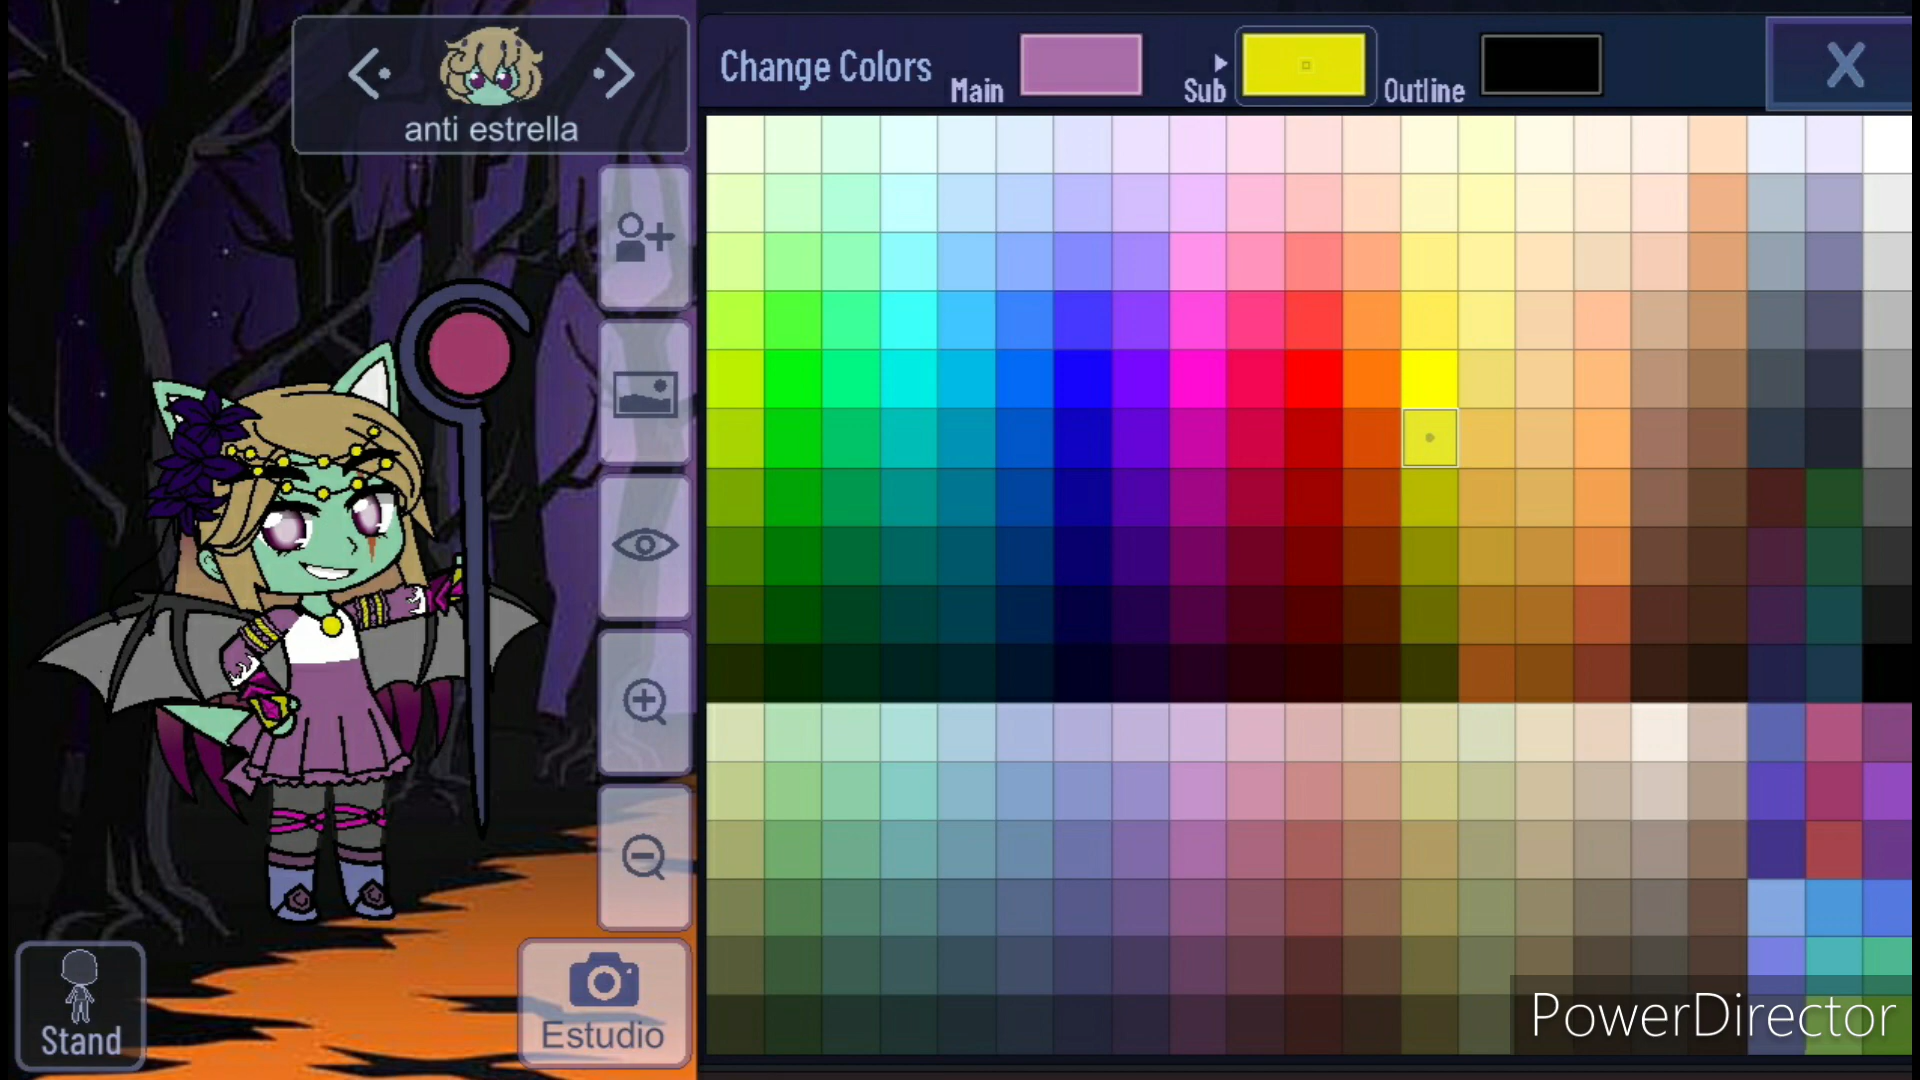 anti estrella
Change Colors
Main
Sub
Outline
X
Stand
Estudio
PowerDirector